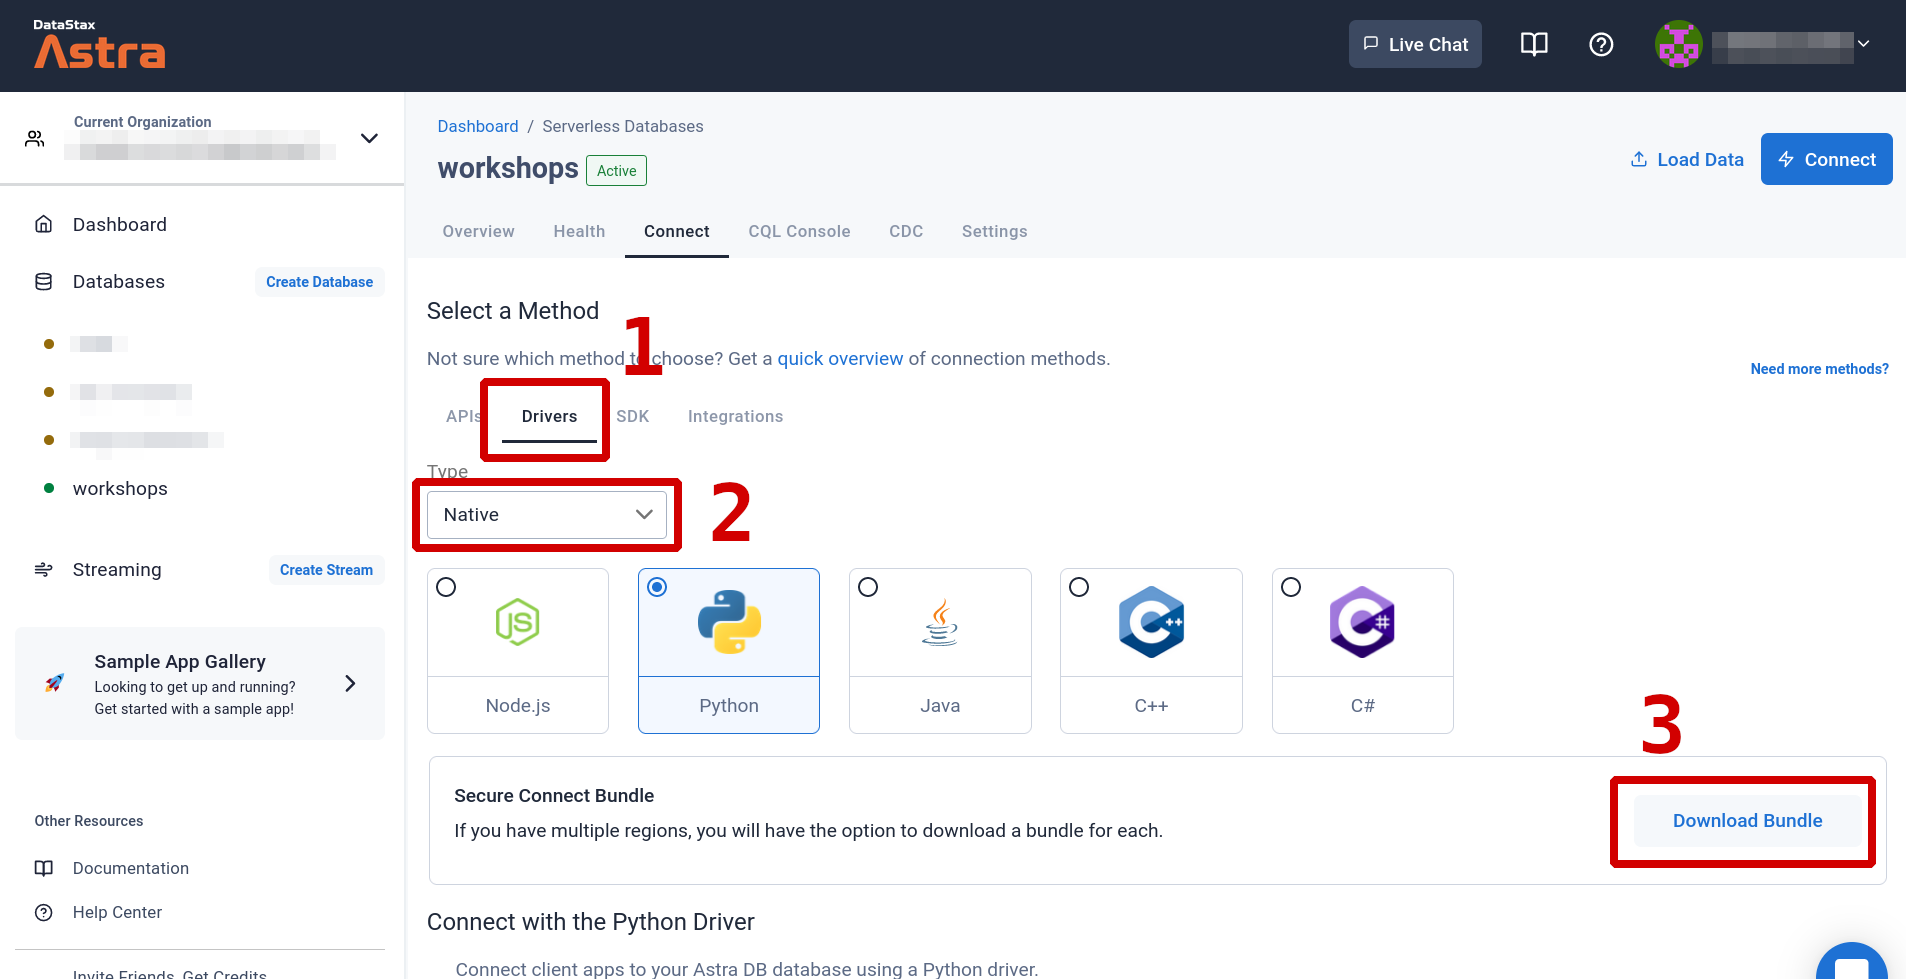 DataStax
Astra
Live Chat
Current Organization
Dashboard
Databases
Create Database
workshops
Streaming
Create Stream
Sample App Gallery
Looking to get up and running?
Get started with a sample app!
Other Resources
Documentation
Help Center
Invite Friends, Get Credits
Dashboard / Serverless Databases
workshops Active
Load Data
Connect
Overview Health Connect CQL Console CDC Settings
Select a Method
1
Not sure which method to choose? Get a quick overview of connection methods.
Need more methods?
APIs Drivers SDK Integrations
Type
Native
2
JS
C++
C#
Node.js Python Java C++ C#
3
Secure Connect Bundle
If you have multiple regions, you will have the option to download a bundle for each.
Download Bundle
Connect with the Python Driver
Connect client apps to your Astra DB database using a Python driver.